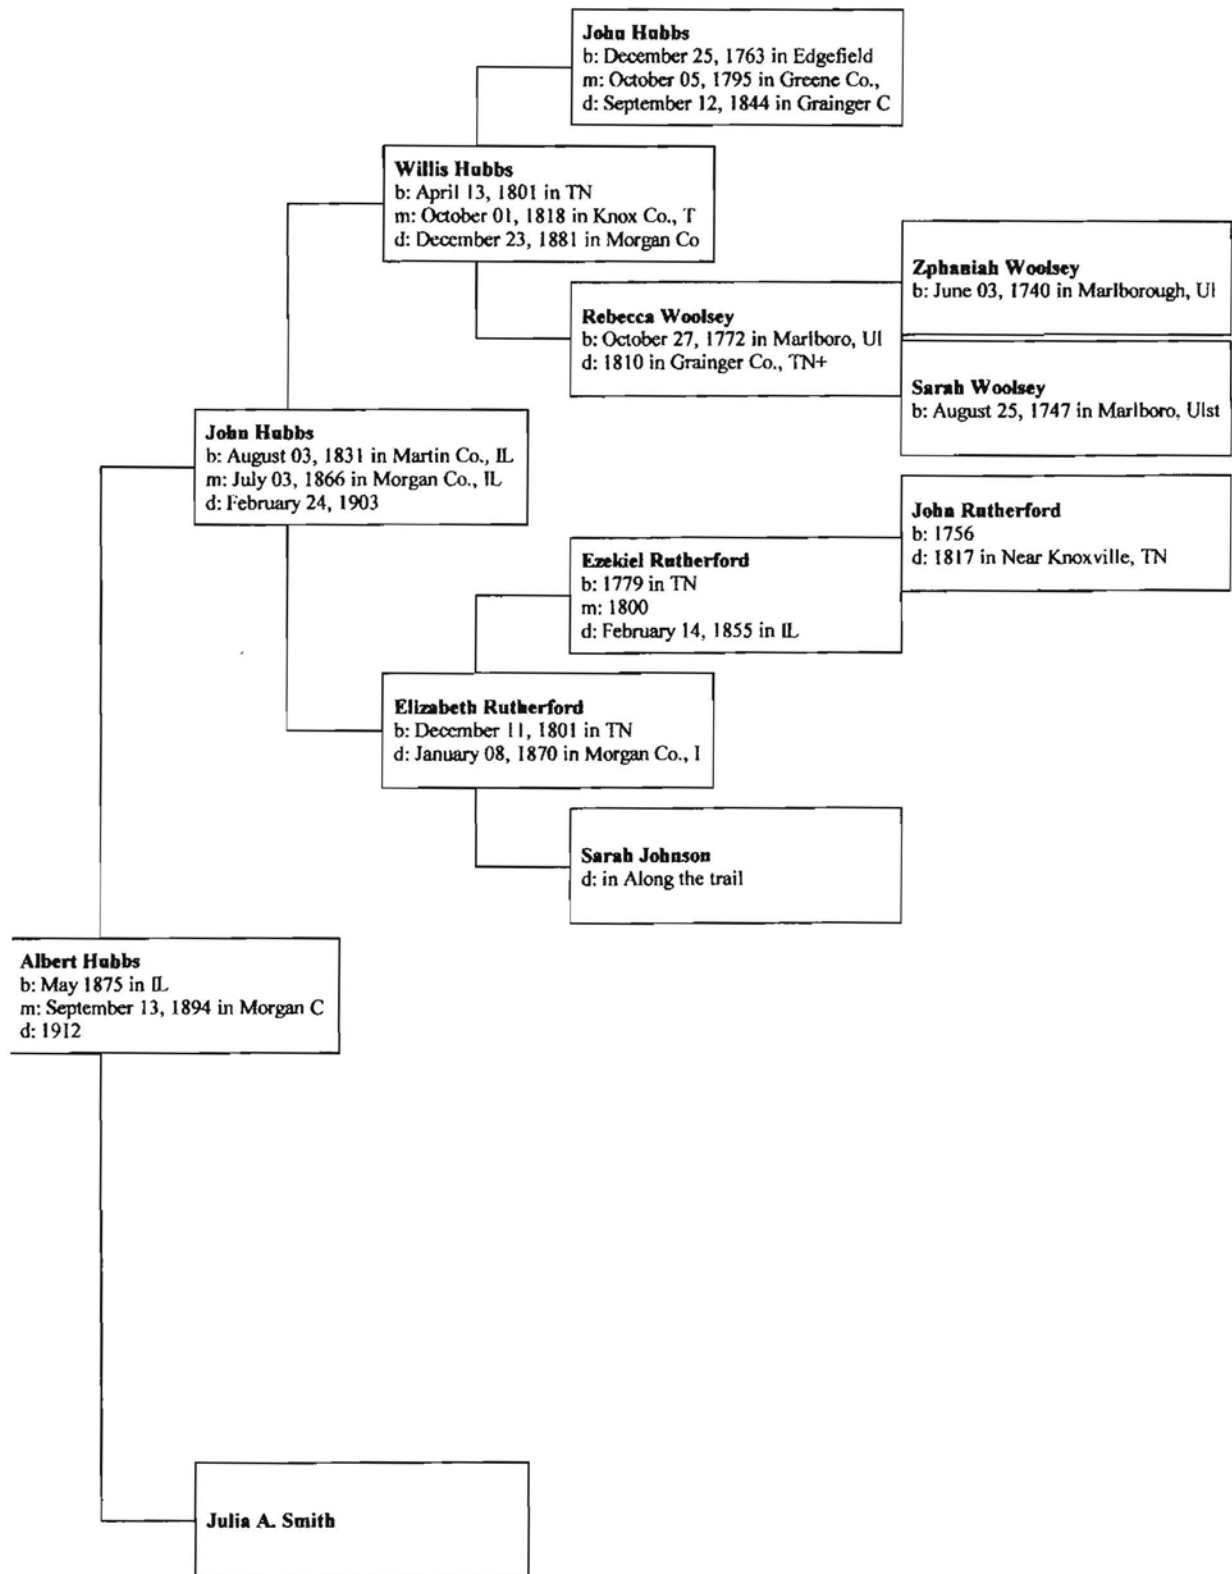 John Hubbs
b: December 25, 1763 in Edgefield
m: October 05, 1795 in Greene Co.,
d: September 12, 1844 in Grainger C
Willis Hubbs
b: April 13, 1801 in TN
m: October 01, 1818 in Knox Co., T
d: December 23, 1881 in Morgan Co
Zphaniah Woolsey
b: June 03, 1740 in Marlborough, Ul
Rebecca Woolsey
b: October 27, 1772 in Marlboro, Ul
d: 1810 in Grainger Co., TN+
Sarah Woolsey
b: August 25, 1747 in Marlboro, Ulst
John Hubbs
b: August 03, 1831 in Martin Co., IL
m: July 03, 1866 in Morgan Co., IL
d: February 24, 1903
John Rutherford
b: 1756
d: 1817 in Near Knoxville, TN
Ezekiel Rutherford
b: 1779 in TN
m: 1800
d: February 14, 1855 in IL
Elizabeth Rutherford
b: December 11, 1801 in TN
d: January 08, 1870 in Morgan Co., I
Sarah Johnson
d: in Along the trail
Albert Hubbs
b: May 1875 in IL
m: September 13, 1894 in Morgan C
d: 1912
Julia A. Smith